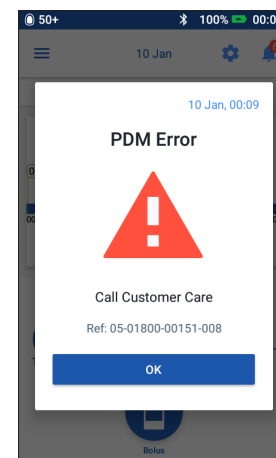 50+ 100% 00:0
10 Jan
10 Jan, 00:09
PDM Error
Call Customer Care
Ref: 05-01800-00151-008
OK
Bolus